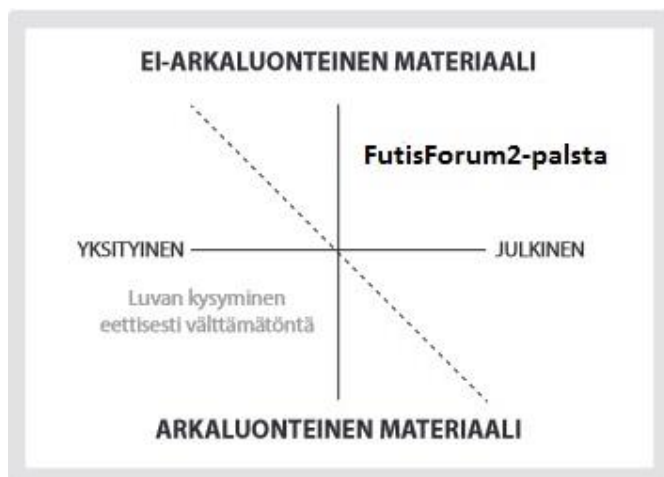 EI-ARKALUONTEINEN MATERIAALI
FutisForum2-palsta
YKSITYINEN
JULKINEN
Luvan kysyminen
eettisesti välttämätöntä
ARKALUONTEINEN MATERIAALI